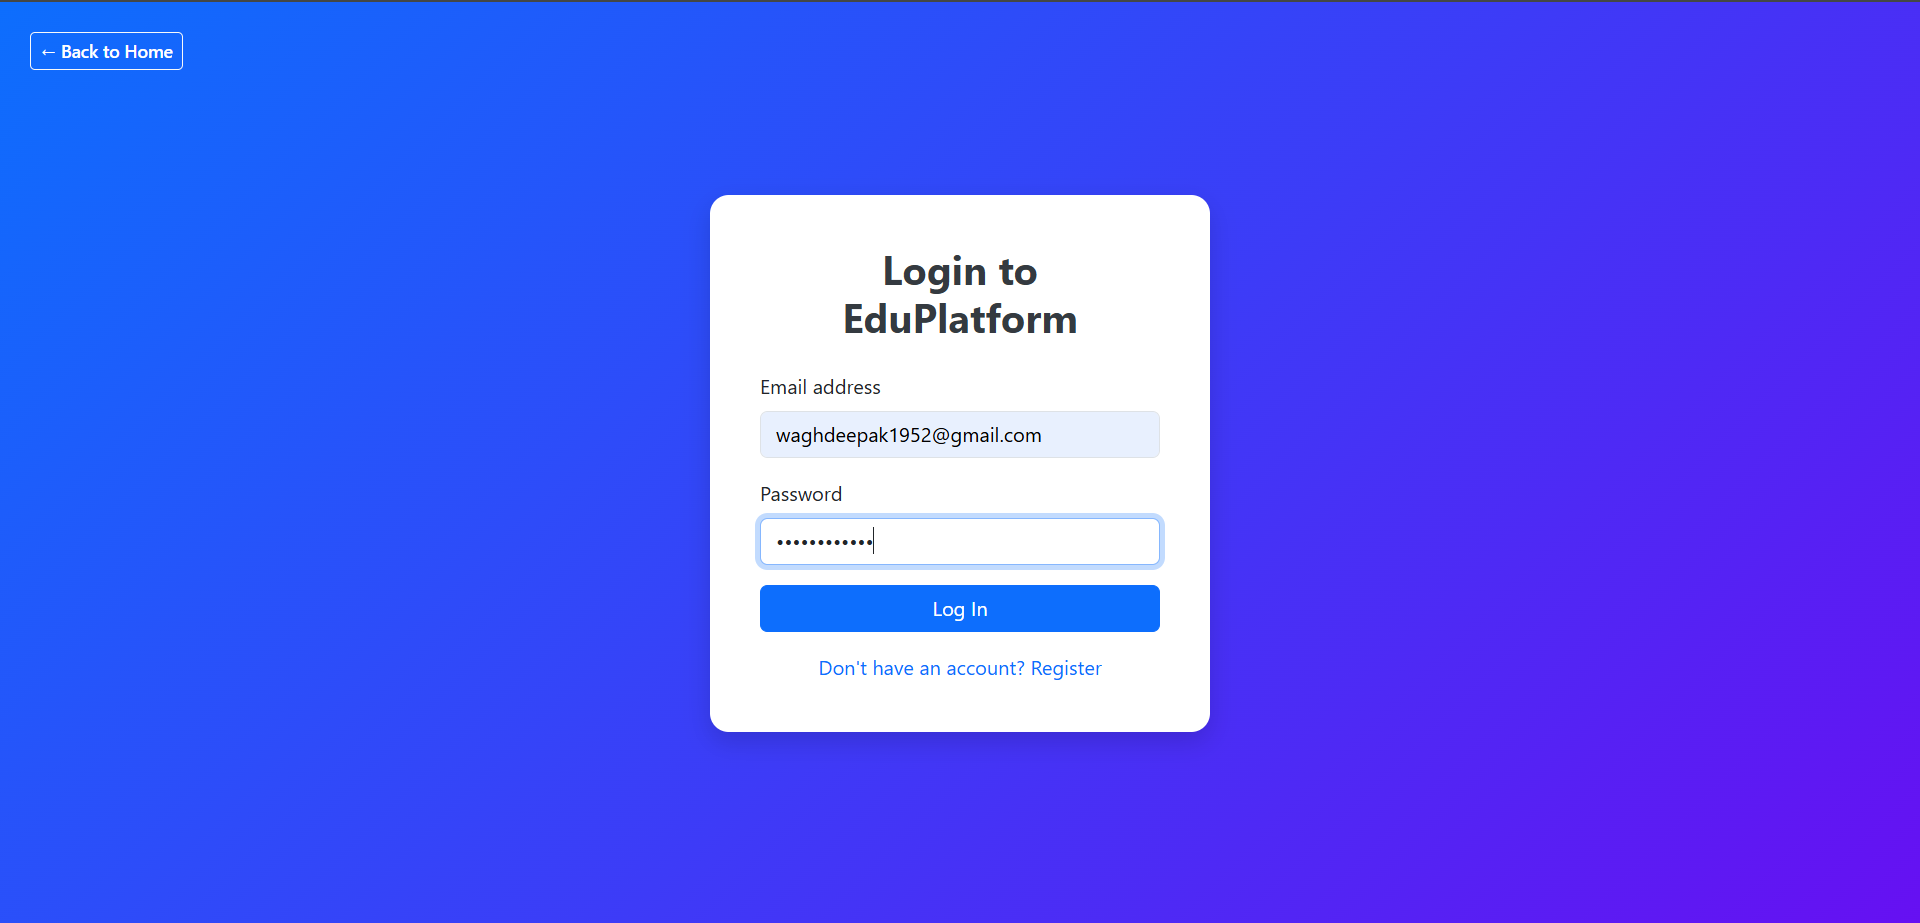 ← Back to Home
Login to
EduPlatform
Email address
waghdeepak1952@gmail.com
Password
••••••••••••
Log In
Don't have an account? Register